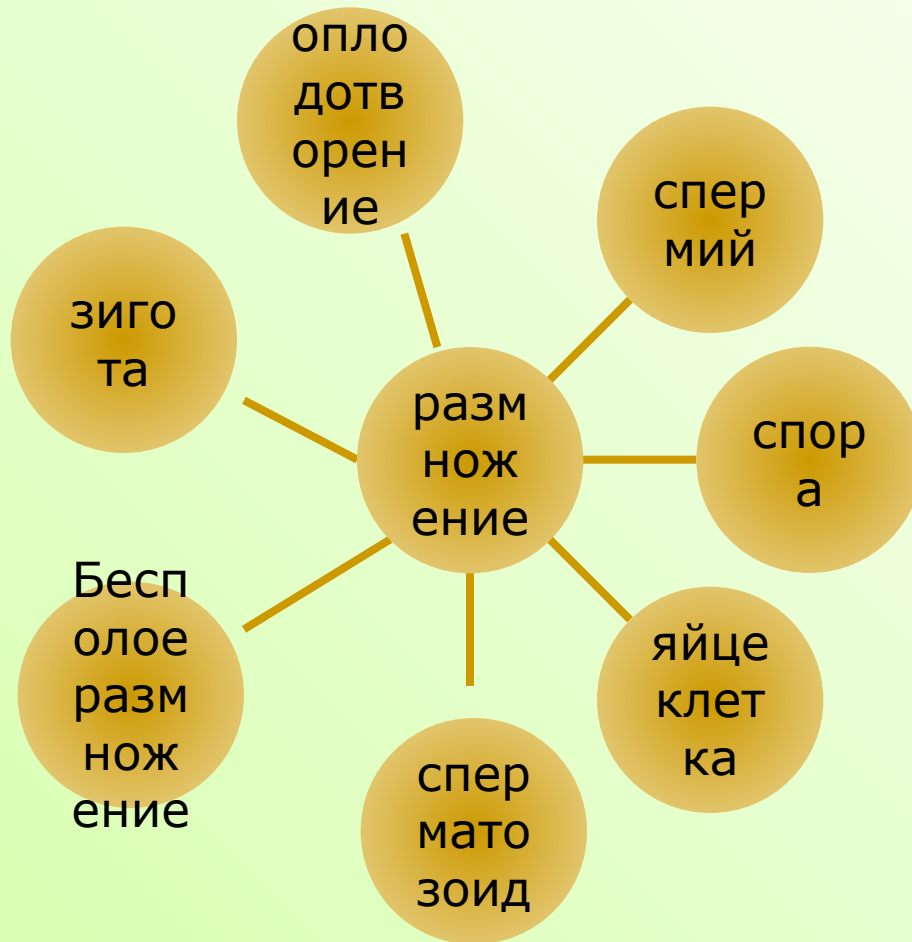 опло
дотв
орен
ие
спер
мий
зиго
та
разм
нож
ение
спор
а
Бесп
олое
разм
нож
ение
яйце
клет
ка
спер
мато
зоид